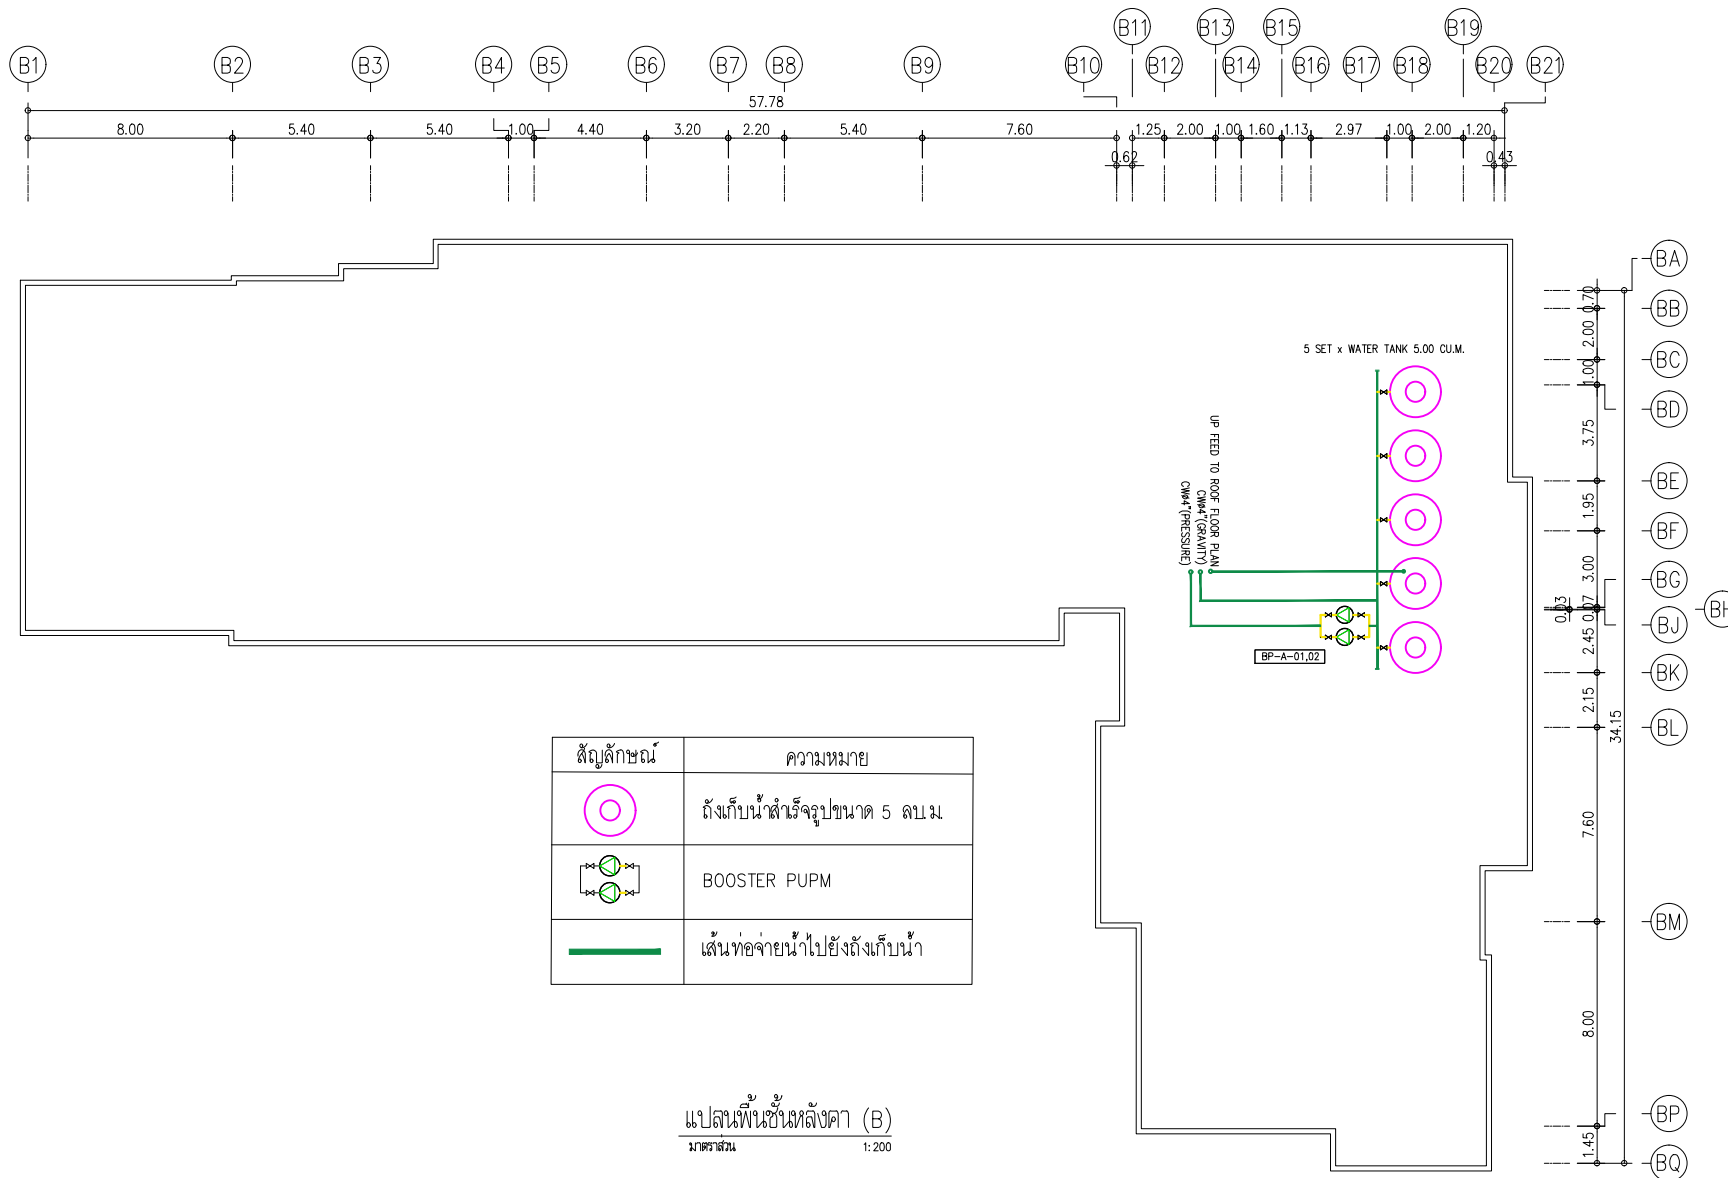 B11
B13
B15
B19
B1
B2
B3
B4
B5
B6
B7
B8
B9
B10
B12
B14
B16
B17
B18
B20
B21
57.78
8.00
5.40
5.40
1.00
4.40
3.20
2.20
5.40
7.60
1.25
2.00
1.00
1.60
1.13
2.97
1.00
2.00
1.20
0.62
0.43
BA
BB
BC
BD
BE
BF
BG
BH
BJ
BK
BL
BM
BP
BQ
0.70
2.00
1.00
3.75
1.95
3.00
0.07
0.03
2.45
2.15
34.15
7.60
8.00
1.45
5 SET x WATER TANK 5.00 CU.M.
UP FEED TO ROOF FLOOR PLAN
CWø4"(GRAVITY)
CWø4"(PRESSURE)
BP-A-01,02
สัญลักษณ์ ความหมาย
ถังเก็บน้ำสำเร็จรูปขนาด 5 ลบ.ม.
BOOSTER PUPM
เส้นท่อจ่ายน้ำไปยังถังเก็บน้ำ
แปลนพื้นชั้นหลังคา (B)
มาตราส่วน 1:200